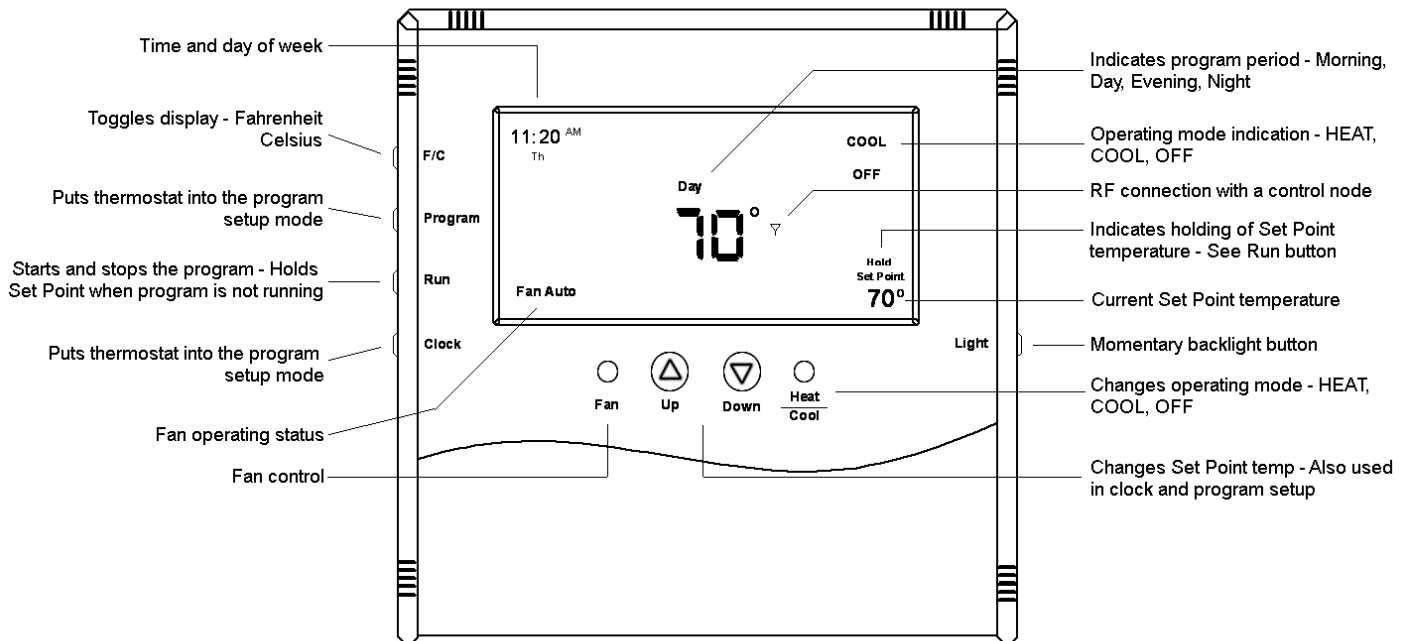 Time and day of week
Toggles display - Fahrenheit
Celsius
Puts thermostat into the program
setup mode
Starts and stops the program - Holds
Set Point when program is not running
Puts thermostat into the program
setup mode
Fan operating status
Fan control
F/C
Program
Run
Clock
11:20 AM
Th
Day
70°
Fan Auto
COOL
OFF
Hold
Set Point
70°
Light
Fan
Up
Down
Heat
Cool
Indicates program period - Morning,
Day, Evening, Night
Operating mode indication - HEAT,
COOL, OFF
RF connection with a control node
Indicates holding of Set Point
temperature - See Run button
Current Set Point temperature
Momentary backlight button
Changes operating mode - HEAT,
COOL, OFF
Changes Set Point temp - Also used
in clock and program setup